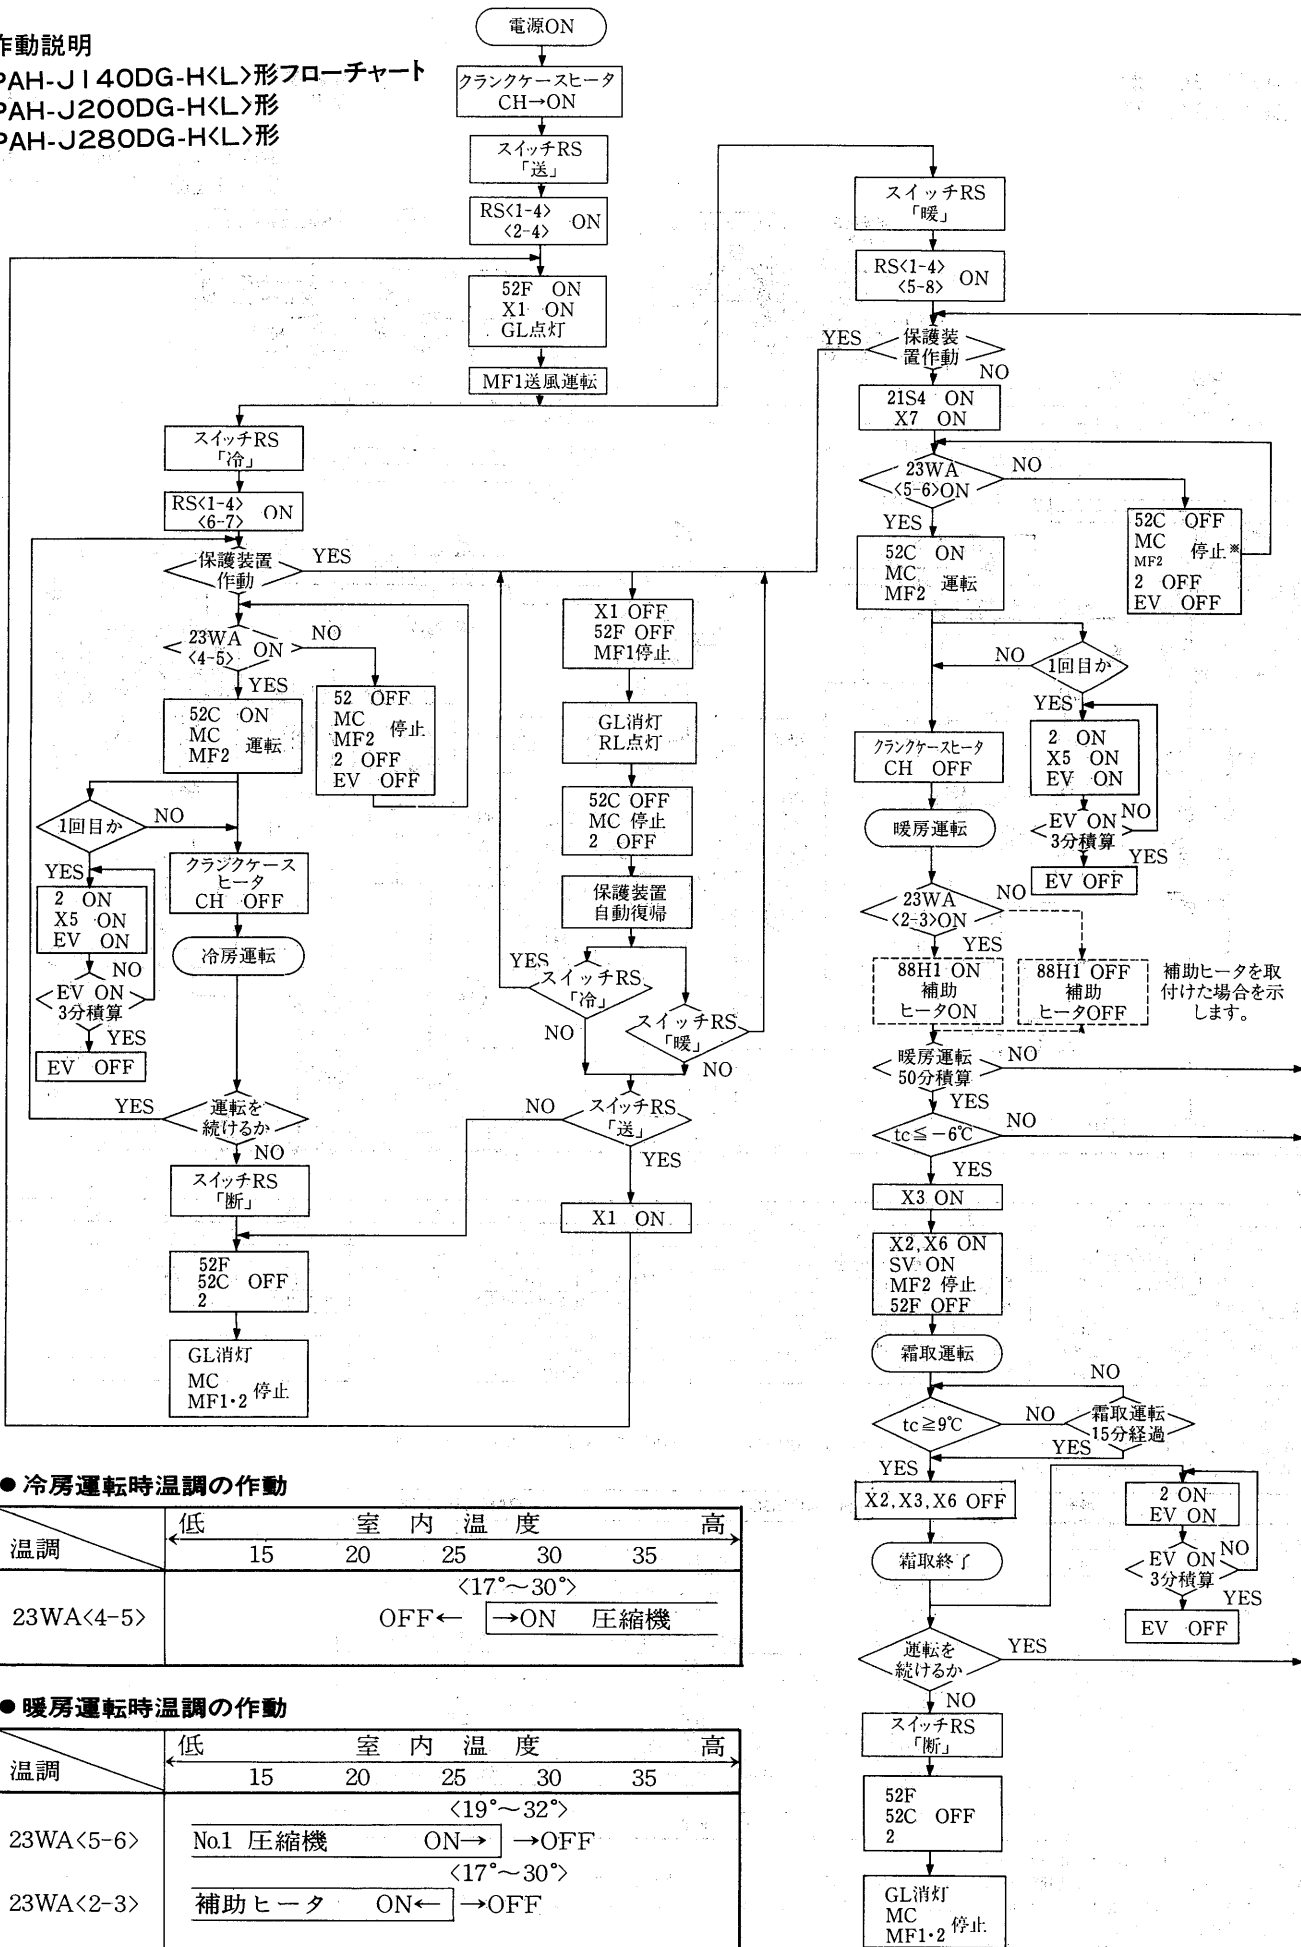 作動説明
PAH-J140DG-H<L>形フローチャート
PAH-J200DG-H<L>形
PAH-J280DG-H<L>形
電源ON
クランクケースヒータ
CH→ON
スイッチRS
「送」
RS<1-4>
<2-4> ON
52F ON
X1 ON
GL点灯
MF1送風運転
スイッチRS
「冷」
RS<1-4>
<6-7> ON
保護装置
作動
YES
23WA
<4-5> ON
NO
YES
52C ON
MC
MF2 運転
52 OFF
MC
MF2 停止
2 OFF
EV OFF
1回目か
NO
YES
2 ON
X5 ON
EV ON
NO
EV ON
3分積算
YES
EV OFF
クランクケース
ヒータ
CH OFF
冷房運転
YES
運転を
続けるか
NO
スイッチRS
「断」
52F
52C OFF
2
GL消灯
MC
MF1・2 停止
X1 OFF
52F OFF
MF1停止
GL消灯
RL点灯
52C OFF
MC 停止
2 OFF
保護装置
自動復帰
YES
スイッチRS
「冷」
NO
スイッチRS
「暖」
NO
NO
スイッチRS
「送」
YES
X1 ON
スイッチRS
「暖」
RS<1-4>
<5-8> ON
YES
保護装
置作動
NO
21S4 ON
X7 ON
23WA
<5-6>ON
NO
YES
52C ON
MC
MF2 運転
52C OFF
MC
MF2 停止※
2 OFF
EV OFF
NO
1回目か
YES
2 ON
X5 ON
EV ON
EV ON
3分積算
NO
YES
EV OFF
クランクケースヒータ
CH OFF
暖房運転
23WA
<2-3>ON
NO
YES
88H1 ON
補助
ヒータON
88H1 OFF
補助
ヒータOFF
補助ヒータを取
付けた場合を示
します。
暖房運転
50分積算
NO
YES
tc≦−6℃
NO
YES
X3 ON
X2,X6 ON
SV ON
MF2 停止
52F OFF
霜取運転
NO
tc≧9℃
NO
霜取運転
15分経過
YES
YES
X2,X3,X6 OFF
霜取終了
2 ON
EV ON
EV ON
3分積算
NO
YES
EV OFF
運転を
続けるか
YES
NO
スイッチRS
「断」
52F
52C OFF
2
GL消灯
MC
MF1・2 停止
●冷房運転時温調の作動
温調
低 室内温度 高
15 20 25 30 35
23WA<4-5>
<17°〜30°>
OFF← →ON 圧縮機
●暖房運転時温調の作動
温調
低 室内温度 高
15 20 25 30 35
23WA<5-6>
<19°〜32°>
No.1 圧縮機 ON→ →OFF
23WA<2-3>
<17°〜30°>
補助ヒータ ON← →OFF